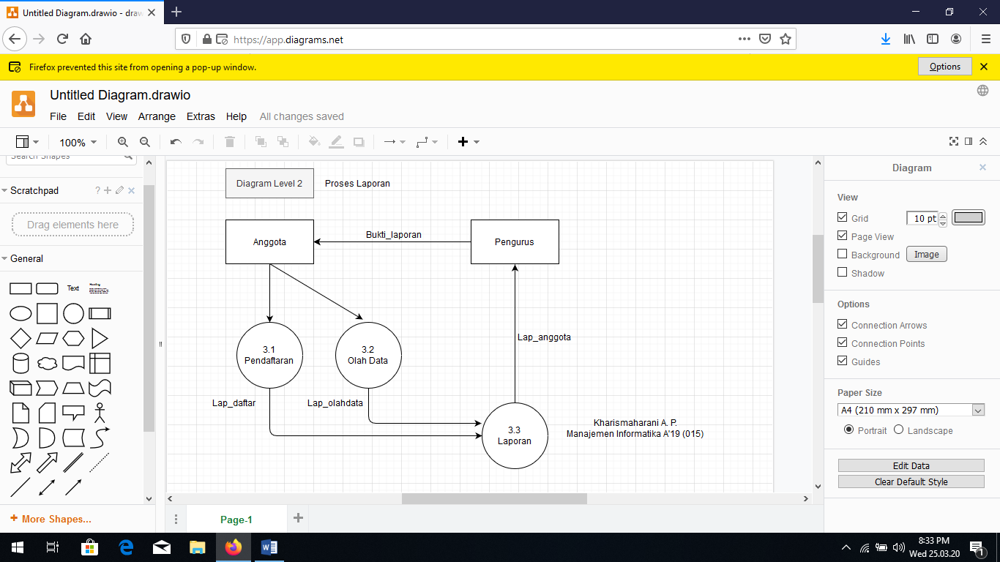 Untitled Diagram.drawio - draw
https://app.diagrams.net
Firefox prevented this site from opening a pop-up window.
Options
Untitled Diagram.drawio
File Edit View Arrange Extras Help All changes saved
100%
Search Shapes
Scratchpad
?
Drag elements here
General
Text
Heading
More Shapes...
Diagram Level 2
Proses Laporan
Anggota
Bukti_laporan
Pengurus
3.1
Pendaftaran
3.2
Olah Data
Lap_anggota
Lap_daftar
Lap_olahdata
3.3
Laporan
Kharismaharani A. P.
Manajemen Informatika A'19 (015)
Page-1
Diagram
View
Grid
10 pt
Page View
Background
Image
Shadow
Options
Connection Arrows
Connection Points
Guides
Paper Size
A4 (210 mm x 297 mm)
Portrait Landscape
Edit Data
Clear Default Style
8:33 PM
Wed 25.03.20
1